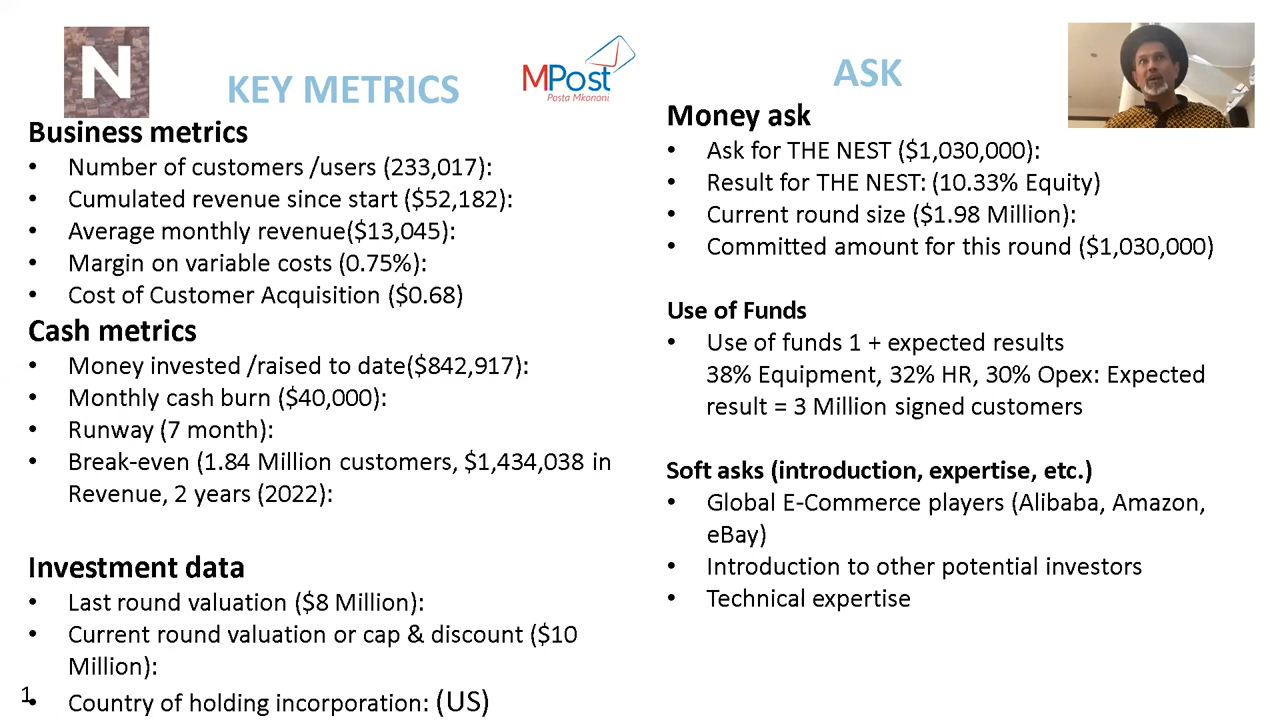 N
KEY METRICS
MPost
Posta Mkononi
Business metrics
• Number of customers /users (233,017):
• Cumulated revenue since start ($52,182):
• Average monthly revenue($13,045):
• Margin on variable costs (0.75%):
• Cost of Customer Acquisition ($0.68)
Cash metrics
• Money invested /raised to date($842,917):
• Monthly cash burn ($40,000):
• Runway (7 month):
• Break-even (1.84 Million customers, $1,434,038 in
Revenue, 2 years (2022):
Investment data
• Last round valuation ($8 Million):
• Current round valuation or cap & discount ($10
Million):
• Country of holding incorporation: (US)
1
ASK
Money ask
• Ask for THE NEST ($1,030,000):
• Result for THE NEST: (10.33% Equity)
• Current round size ($1.98 Million):
• Committed amount for this round ($1,030,000)
Use of Funds
• Use of funds 1 + expected results
38% Equipment, 32% HR, 30% Opex: Expected
result = 3 Million signed customers
Soft asks (introduction, expertise, etc.)
• Global E-Commerce players (Alibaba, Amazon,
eBay)
• Introduction to other potential investors
• Technical expertise